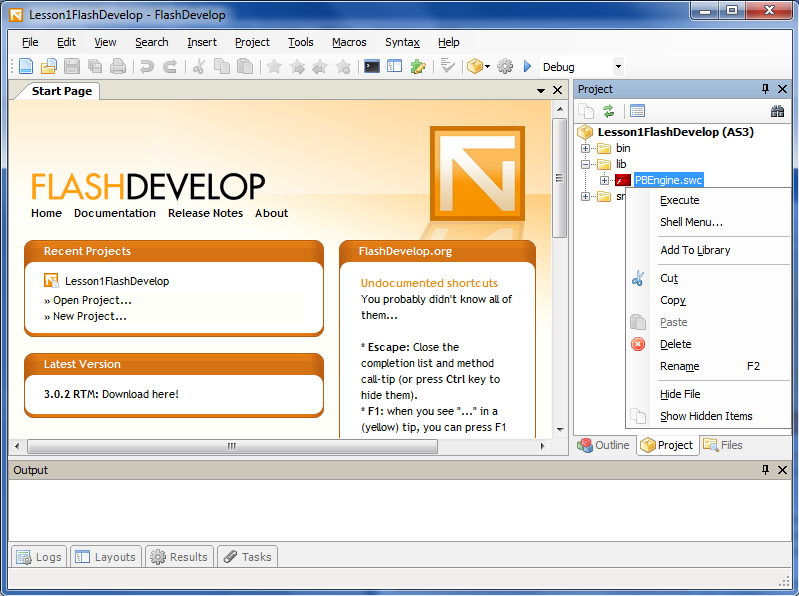 Lesson1FlashDevelop - FlashDevelop
File Edit View Search Insert Project Tools Macros Syntax Help
Debug
Start Page
FLASHDEVELOP
Home Documentation Release Notes About
Recent Projects
Lesson1FlashDevelop
» Open Project...
» New Project...
Latest Version
3.0.2 RTM: Download here!
FlashDevelop.org
Undocumented shortcuts
You probably didn't know all of
them...
* Escape: Close the
completion list and method
call-tip (or press Ctrl key to
hide them).
* F1: when you see "..." in a
(yellow) tip, you can press F1
Project
Lesson1FlashDevelop (AS3)
bin
lib
PBEngine.swc
sr
Execute
Shell Menu...
Add To Library
Cut
Copy
Paste
Delete
Rename F2
Hide File
Show Hidden Items
Outline Project Files
Output
Logs Layouts Results Tasks